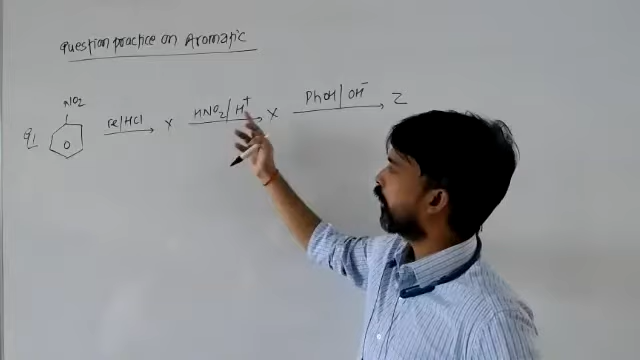 Question practice on Aromatic
NO2
Q1 Fe/HCl X HNO2/H+ X PhOH/OH- Z